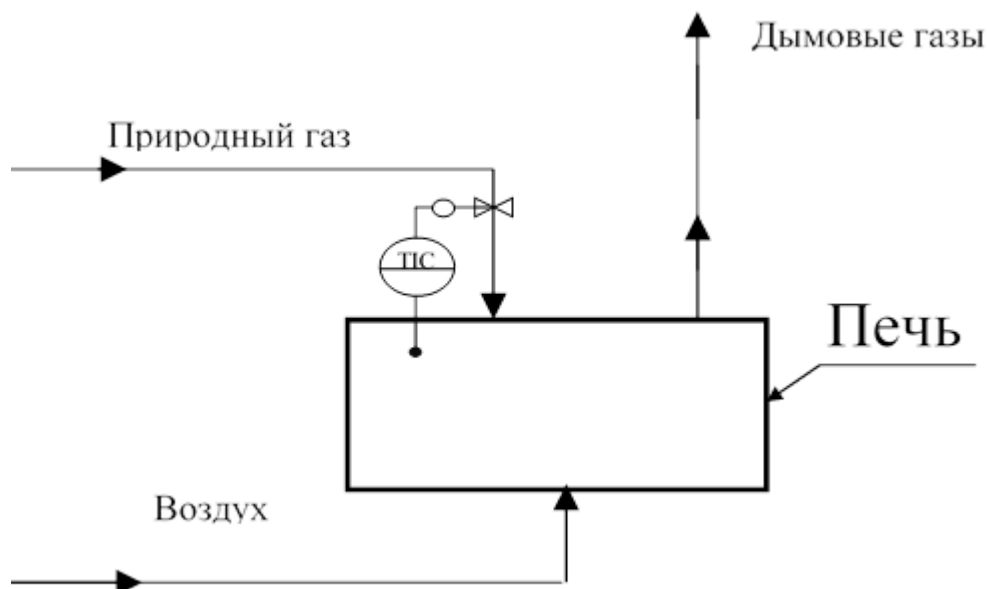 Дымовые газы
Природный газ
TIC
Печь
Воздух